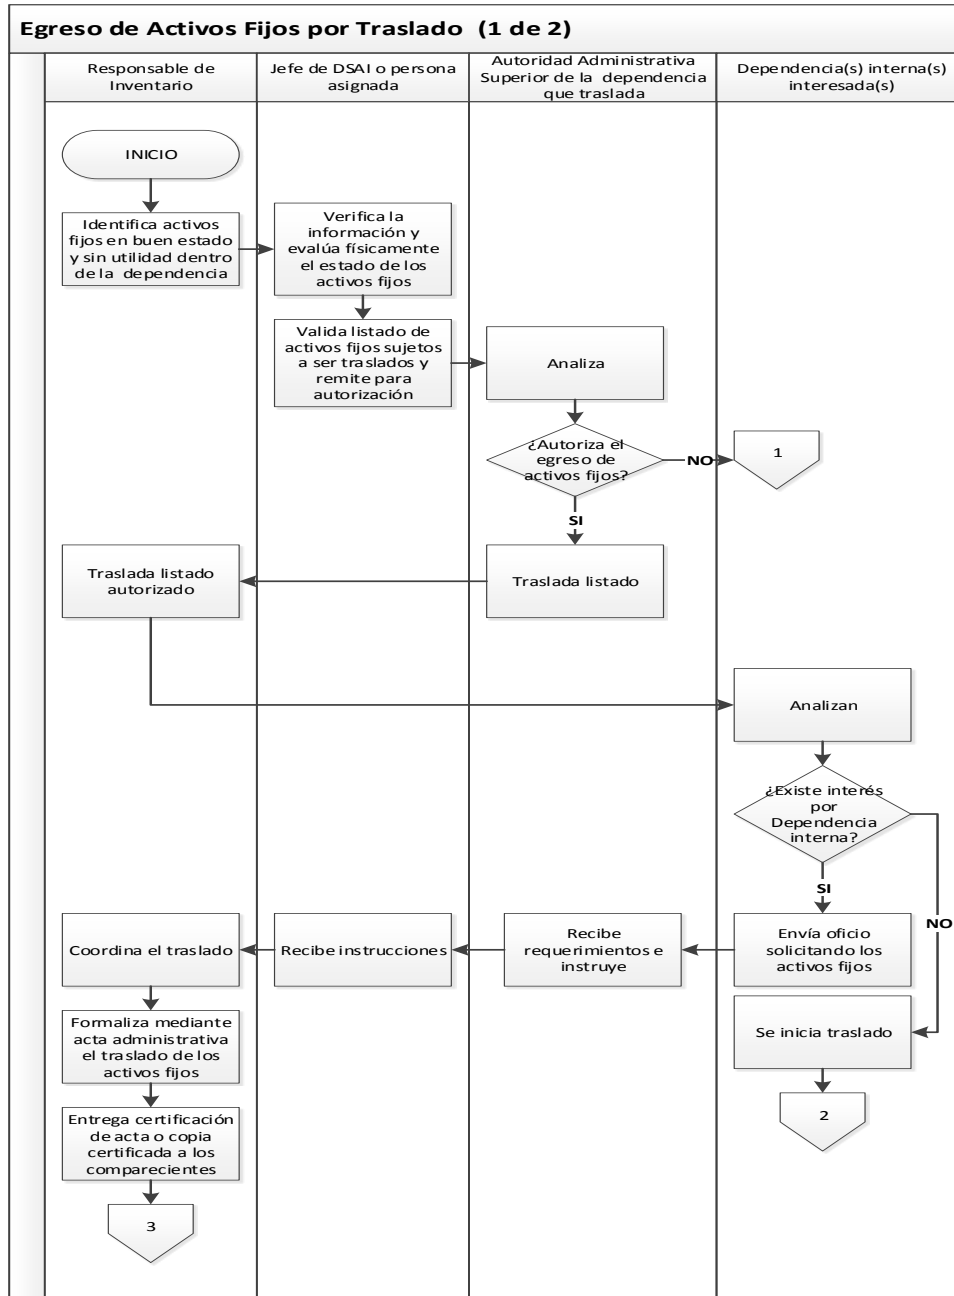 Egreso de Activos Fijos por Traslado  (1 de 2)
Responsable de
Inventario
Jefe de DSAI o persona
asignada
Autoridad Administrativa
Superior de la  dependencia
que traslada
Dependencia(s) interna(s)
interesada(s)
INICIO
Identifica activos
fijos en buen estado
y sin utilidad dentro
de la  dependencia
Verifica la
información y
evalúa físicamente
el estado de los
activos fijos
Valida listado de
activos fijos sujetos
a ser traslados y
remite para
autorización
Analiza
¿Autoriza el
egreso de
activos fijos?
NO
1
SI
Traslada listado
Traslada listado
autorizado
Analizan
¿Existe interés
por
Dependencia
interna?
SI
NO
Envía oficio
solicitando los
activos fijos
Recibe
requerimientos e
instruye
Recibe instrucciones
Coordina el traslado
Se inicia traslado
2
Formaliza mediante
acta administrativa
el traslado de los
activos fijos
Entrega certificación
de acta o copia
certificada a los
comparecientes
3